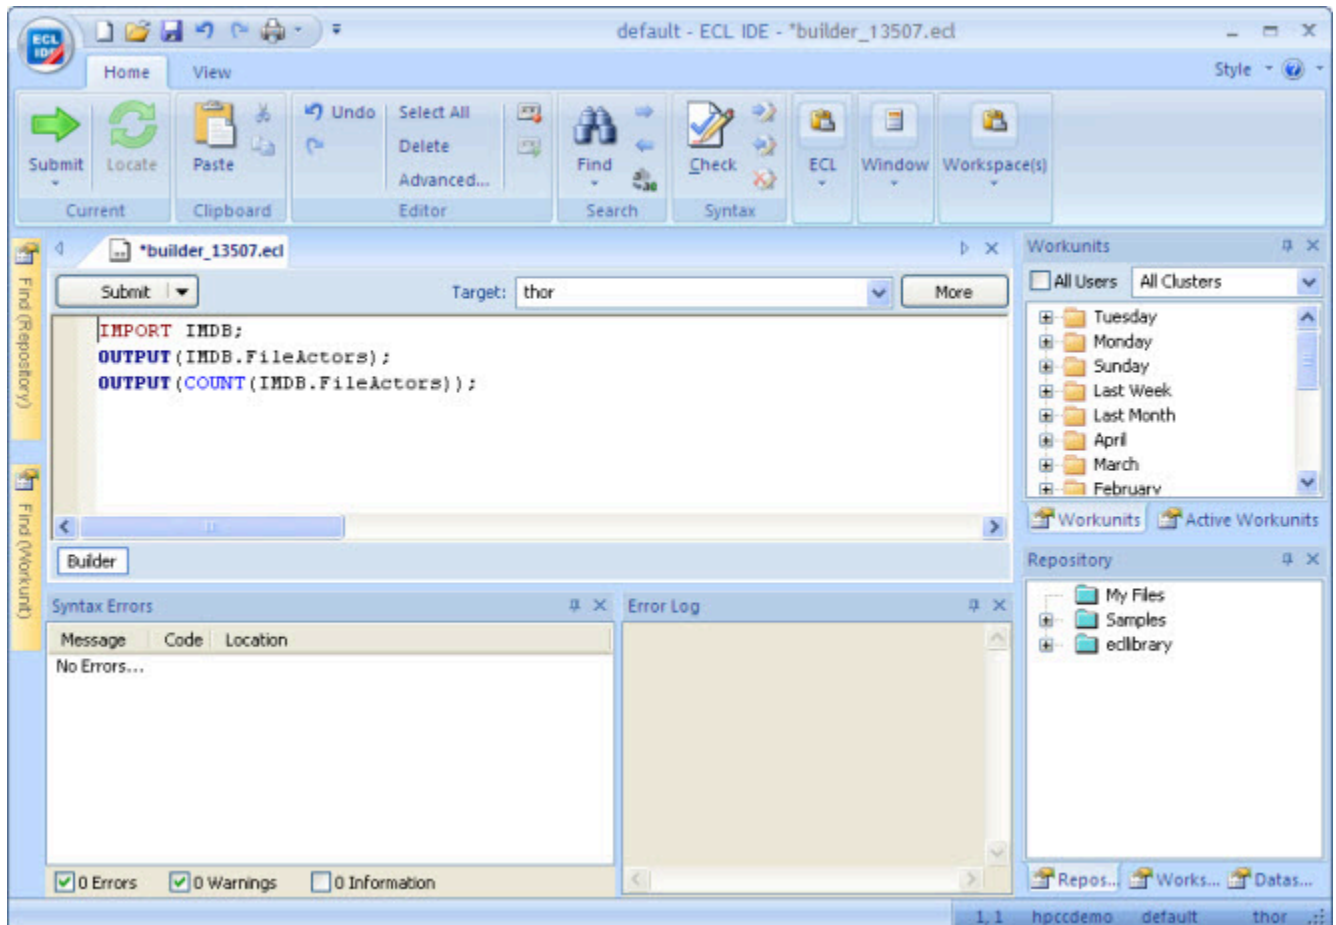 default - ECL IDE - *builder_13507.ecl
ECL
IDE
Home View Style
Submit Locate Paste Undo Select All Delete Advanced... Find Check ECL Window Workspace(s)
Current Clipboard Editor Search Syntax
*builder_13507.ecl
Submit Target: thor More
IMPORT IMDB;
OUTPUT(IMDB.FileActors);
OUTPUT(COUNT(IMDB.FileActors));
Builder
Find (Repository)
Find (Workunit)
Workunits
All Users All Clusters
Tuesday
Monday
Sunday
Last Week
Last Month
April
March
February
Workunits Active Workunits
Syntax Errors
Message Code Location
No Errors...
0 Errors 0 Warnings 0 Information
Error Log
Repository
My Files
Samples
eclibrary
Repos... Works... Datas...
1, 1 hpccdemo default thor